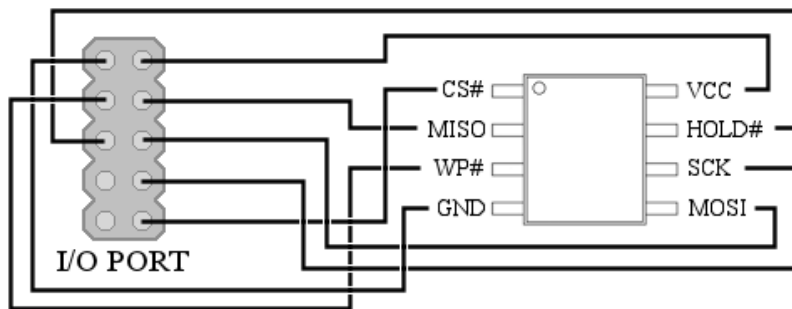 CS#
MISO
WP#
GND
VCC
HOLD#
SCK
MOSI
I/O PORT